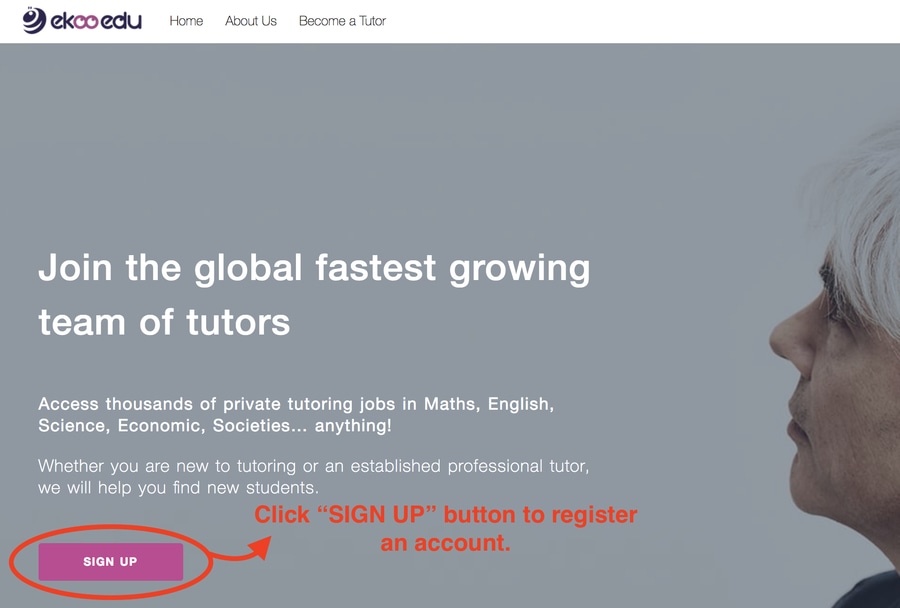 ekooedu
Home
About Us
Become a Tutor
Join the global fastest growing
team of tutors
Access thousands of private tutoring jobs in Maths, English,
Science, Economic, Societies... anything!
Whether you are new to tutoring or an established professional tutor,
we will help you find new students.
Click “SIGN UP” button to register
an account.
SIGN UP